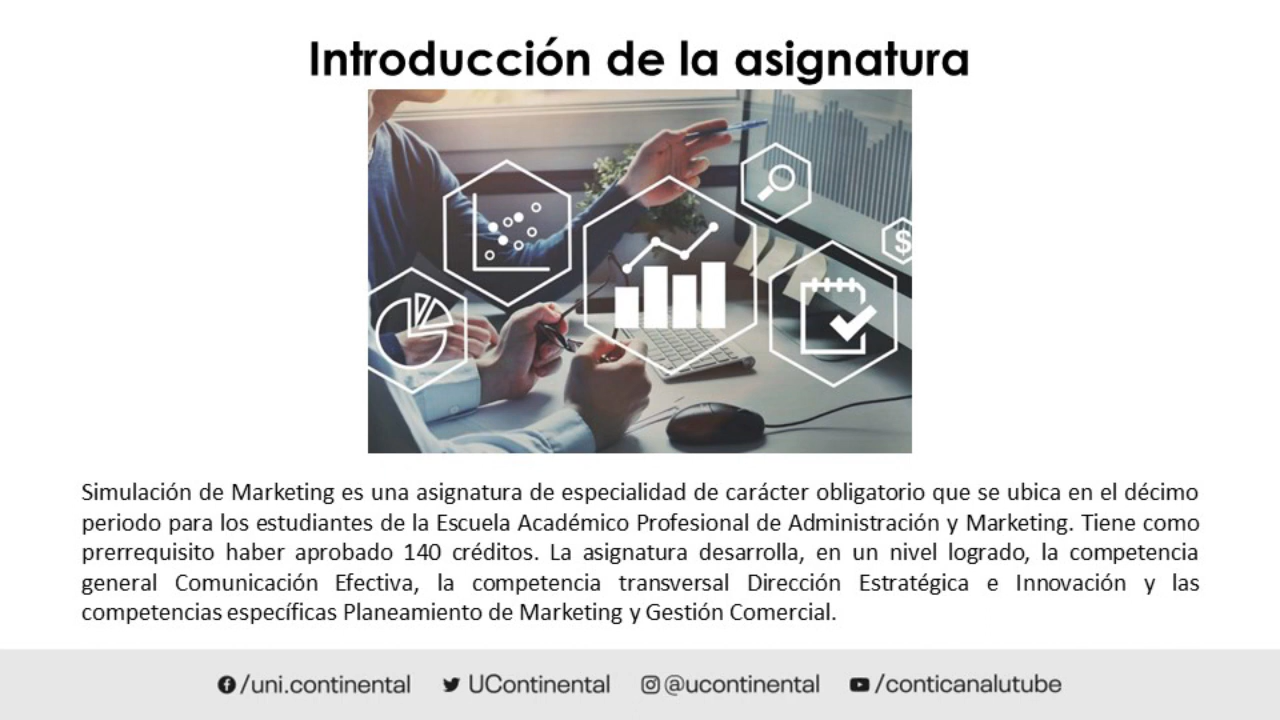 Introducción de la asignatura
$
Simulación de Marketing es una asignatura de especialidad de carácter obligatorio que se ubica en el décimo
periodo para los estudiantes de la Escuela Académico Profesional de Administración y Marketing. Tiene como
prerrequisito haber aprobado 140 créditos. La asignatura desarrolla, en un nivel logrado, la competencia
general Comunicación Efectiva, la competencia transversal Dirección Estratégica e Innovación y las
competencias específicas Planeamiento de Marketing y Gestión Comercial.
/uni.continental UContinental @ucontinental /conticanalutube